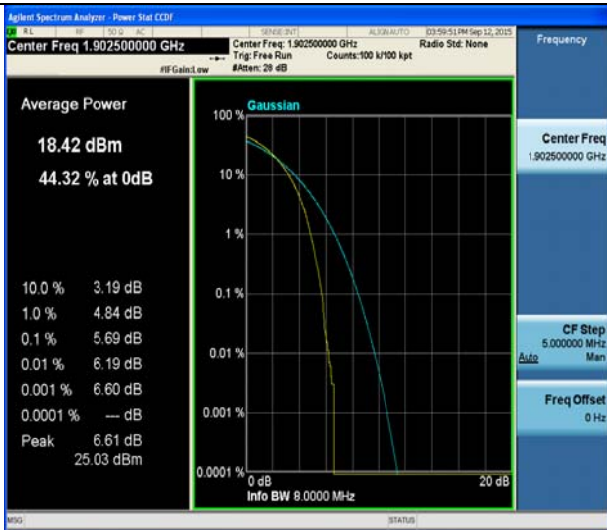 Agilent Spectrum Analyzer - Power Stat CCDF
RL RF 50 Ω AC SENSE:INT ALIGN AUTO 03:59:51 PM Sep 12, 2015
Center Freq 1.902500000 GHz
Center Freq: 1.902500000 GHz
Radio Std: None
Trig: Free Run
Counts:100 k/100 kpt
#IFGain:Low
#Atten: 28 dB
Frequency
Average Power
18.42 dBm
44.32 % at 0dB
10.0 % 3.19 dB
1.0 % 4.84 dB
0.1 % 5.69 dB
0.01 % 6.19 dB
0.001 % 6.60 dB
0.0001 % --- dB
Peak 6.61 dB
25.03 dBm
Gaussian
100 %
10 %
1 %
0.1 %
0.01 %
0.001 %
0.0001 %
0 dB
20 dB
Info BW 8.0000 MHz
Center Freq
1.902500000 GHz
CF Step
5.000000 MHz
Auto Man
Freq Offset
0 Hz
MSG
STATUS